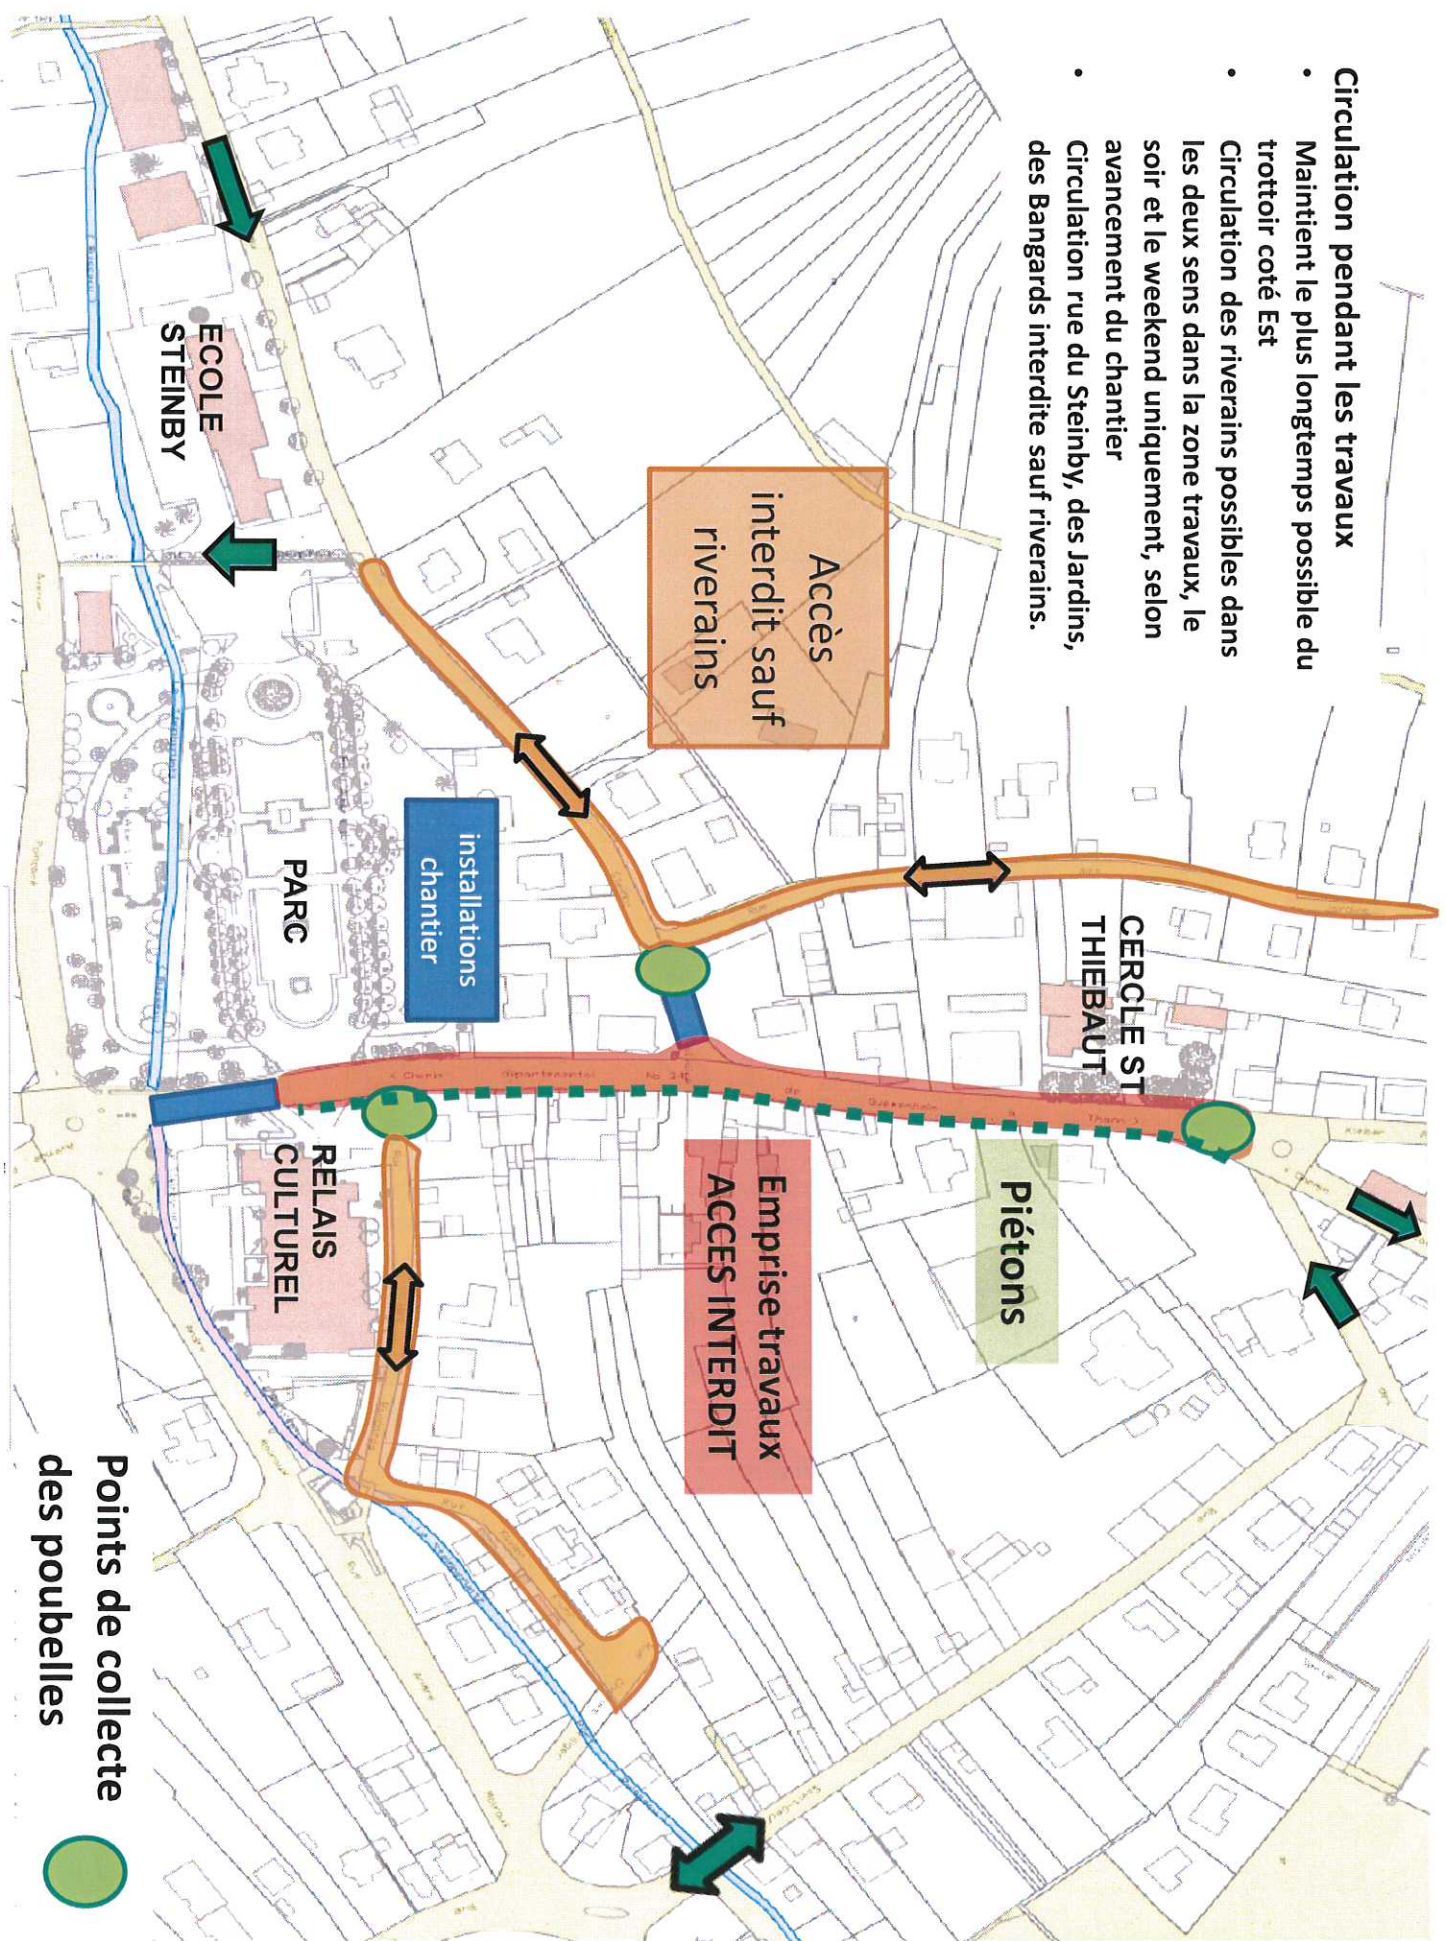 Circulation pendant les travaux
• Maintient le plus longtemps possible du
trottoir coté Est
• Circulation des riverains possibles dans
les deux sens dans la zone travaux, le
soir et le weekend uniquement, selon
avancement du chantier
• Circulation rue du Steinby, des Jardins,
des Bangards interdite sauf riverains.
Accès
interdit sauf
riverains
CERCLE ST
THIEBAUT
Piétons
Emprise travaux
ACCES INTERDIT
installations
chantier
ECOLE
STEINBY
PARC
RELAIS
CULTUREL
Points de collecte
des poubelles